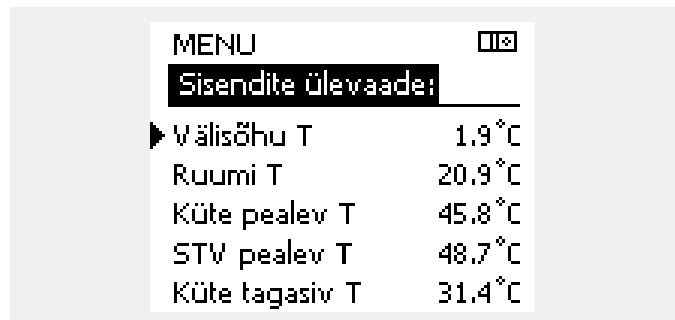 MENU
Sisendite ülevaade:
Välisõhu T 1.9°C
Ruumi T 20.9°C
Küte pealev T 45.8°C
STV pealev T 48.7°C
Küte tagasiv T 31.4°C